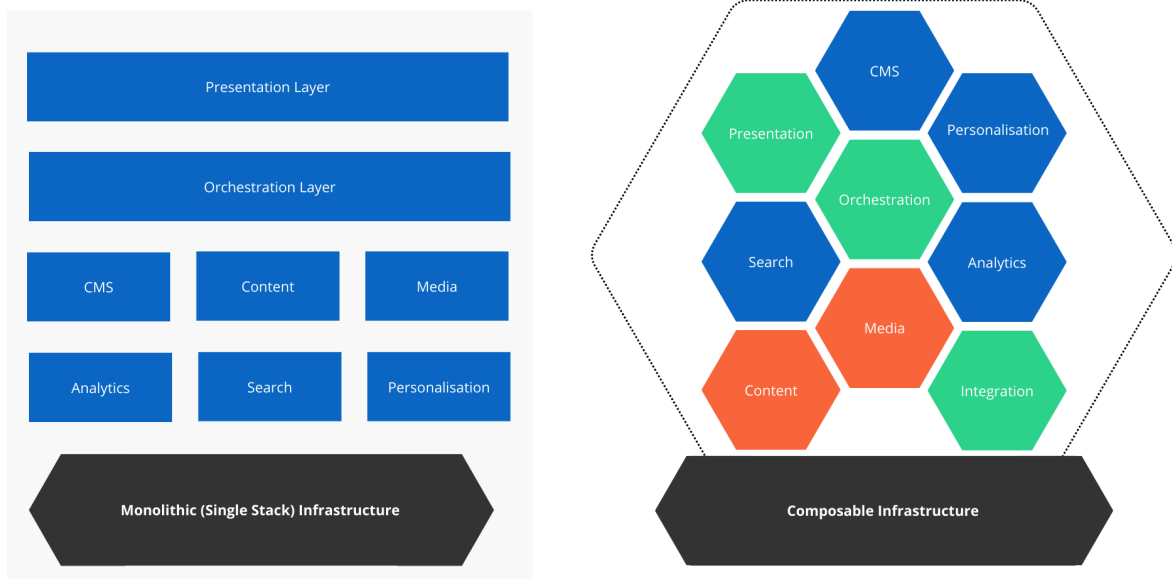 Presentation Layer
Orchestration Layer
CMS
Content
Media
Analytics
Search
Personalisation
Monolithic (Single Stack) Infrastructure
CMS
Presentation
Personalisation
Orchestration
Search
Analytics
Media
Content
Integration
Composable Infrastructure